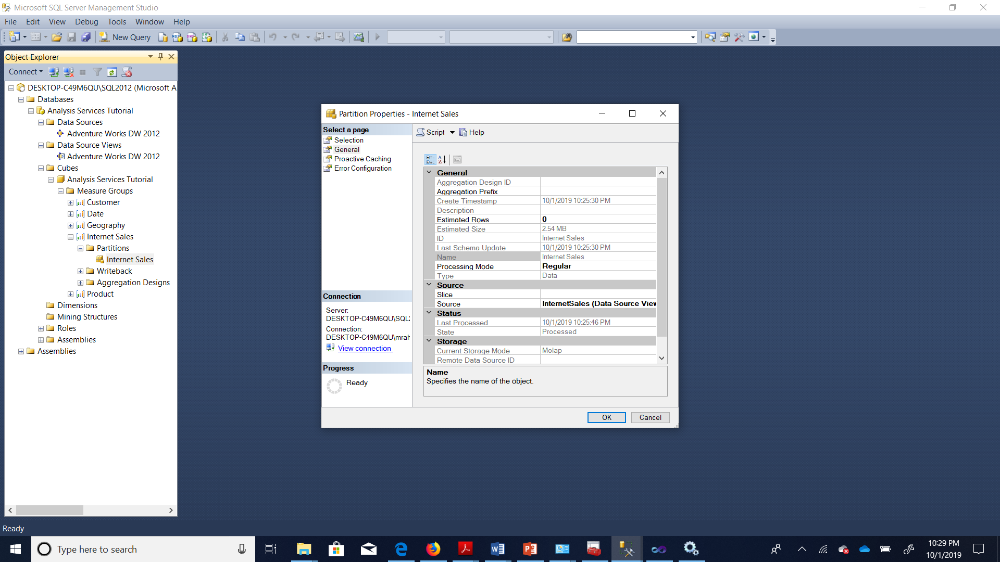 Microsoft SQL Server Management Studio
File Edit View Debug Tools Window Help
New Query
Object Explorer
Connect
DESKTOP-C49M6QU\SQL2012 (Microsoft A
Databases
Analysis Services Tutorial
Data Sources
Adventure Works DW 2012
Data Source Views
Adventure Works DW 2012
Cubes
Analysis Services Tutorial
Measure Groups
Customer
Date
Geography
Internet Sales
Partitions
Internet Sales
Writeback
Aggregation Designs
Product
Dimensions
Mining Structures
Roles
Assemblies
Assemblies
Partition Properties - Internet Sales
Select a page
Selection
General
Proactive Caching
Error Configuration
Connection
Server:
DESKTOP-C49M6QU\SQL
Connection:
DESKTOP-C49M6QU\mrah
View connection
Progress
Ready
Script Help
General
Aggregation Design ID
Aggregation Prefix
Create Timestamp 10/1/2019 10:25:30 PM
Description
Estimated Rows 0
Estimated Size 2.54 MB
ID Internet Sales
Last Schema Update 10/1/2019 10:25:30 PM
Name Internet Sales
Processing Mode Regular
Type Data
Source
Slice
Source InternetSales (Data Source View
Status
Last Processed 10/1/2019 10:25:46 PM
State Processed
Storage
Current Storage Mode Molap
Remote Data Source ID
Name
Specifies the name of the object.
OK Cancel
Ready
Type here to search
10:29 PM
10/1/2019